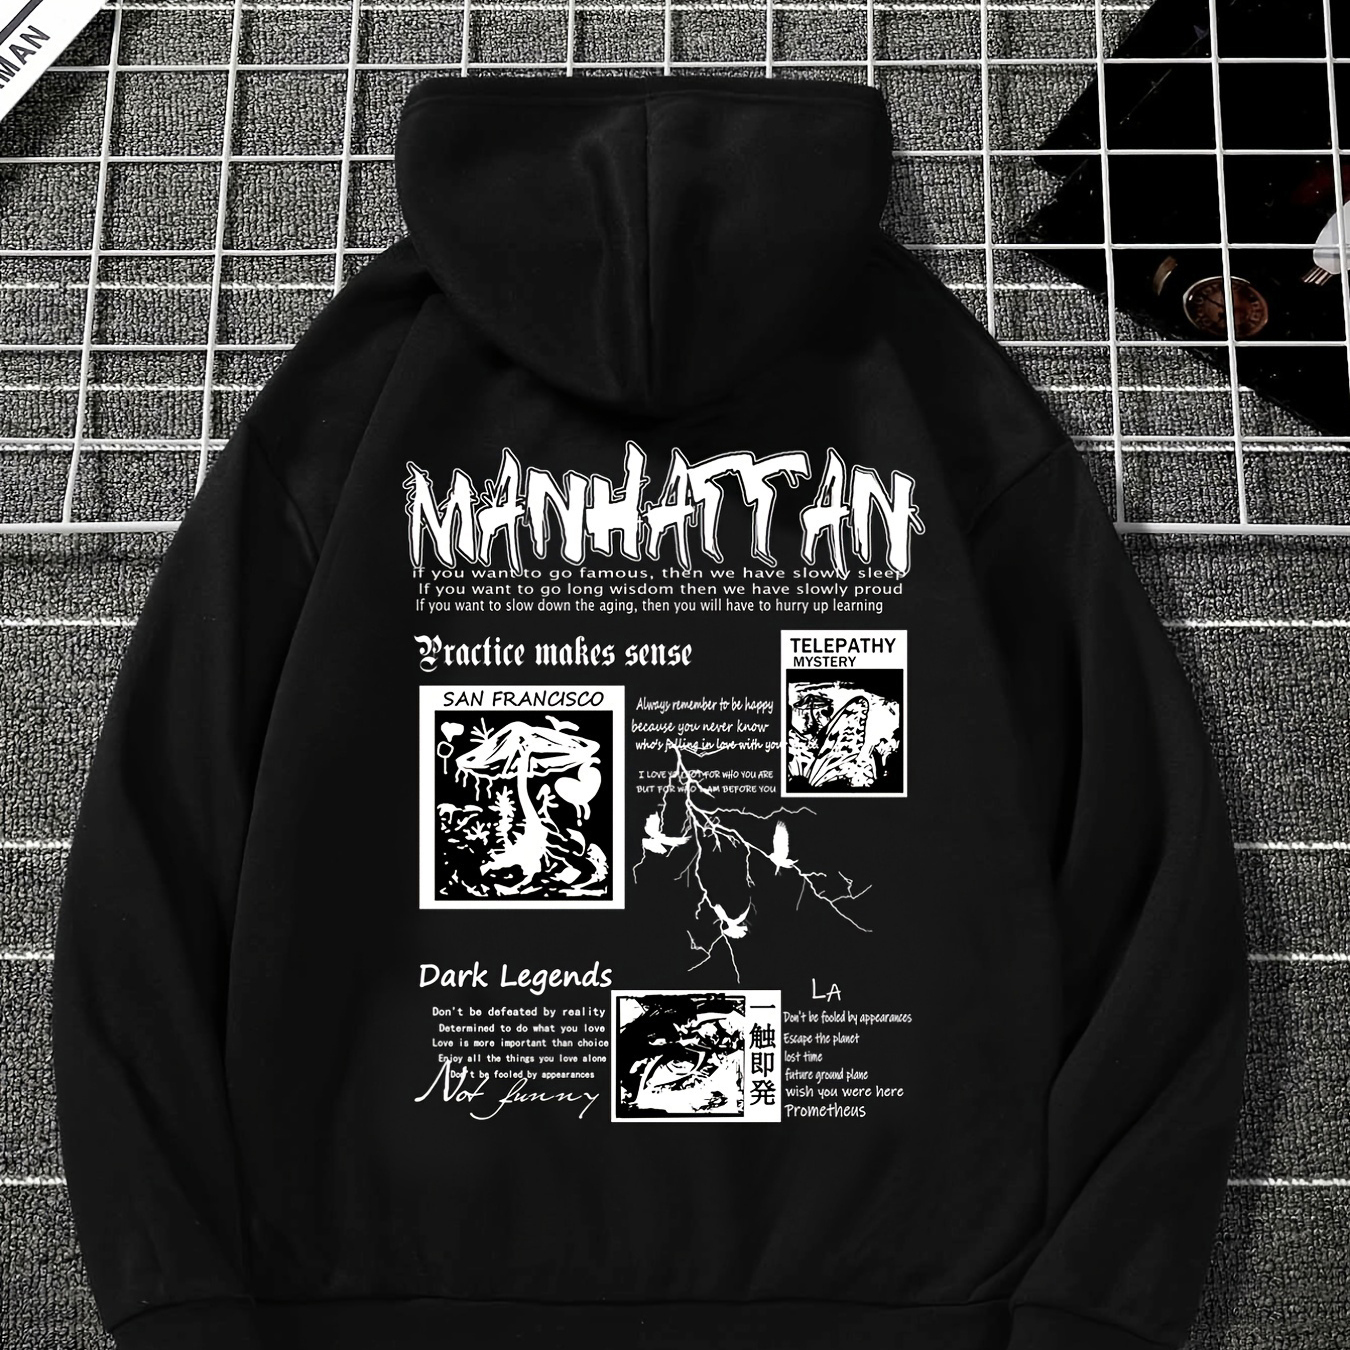 MAN
MANHATTAN
if you want to go famous, then we have slowly sleep
If you want to go long wisdom then we have slowly proud
If you want to slow down the aging, then you will have to hurry up learning
Practice makes sense
TELEPATHY
MYSTERY
SAN FRANCISCO
Always remember to be happy
because you never know
who's falling in love with your
I LOVE YOU NOT FOR WHO YOU ARE
BUT FOR WHO I AM BEFORE YOU
Dark Legends
Don't be defeated by reality
Determined to do what you love
Love is more important than choice
Enjoy all the things you love alone
Don't be fooled by appearances
Not funny
一触即発
LA
Don't be fooled by appearances
Escape the planet
lost time
future ground plane
wish you were here
Prometheus